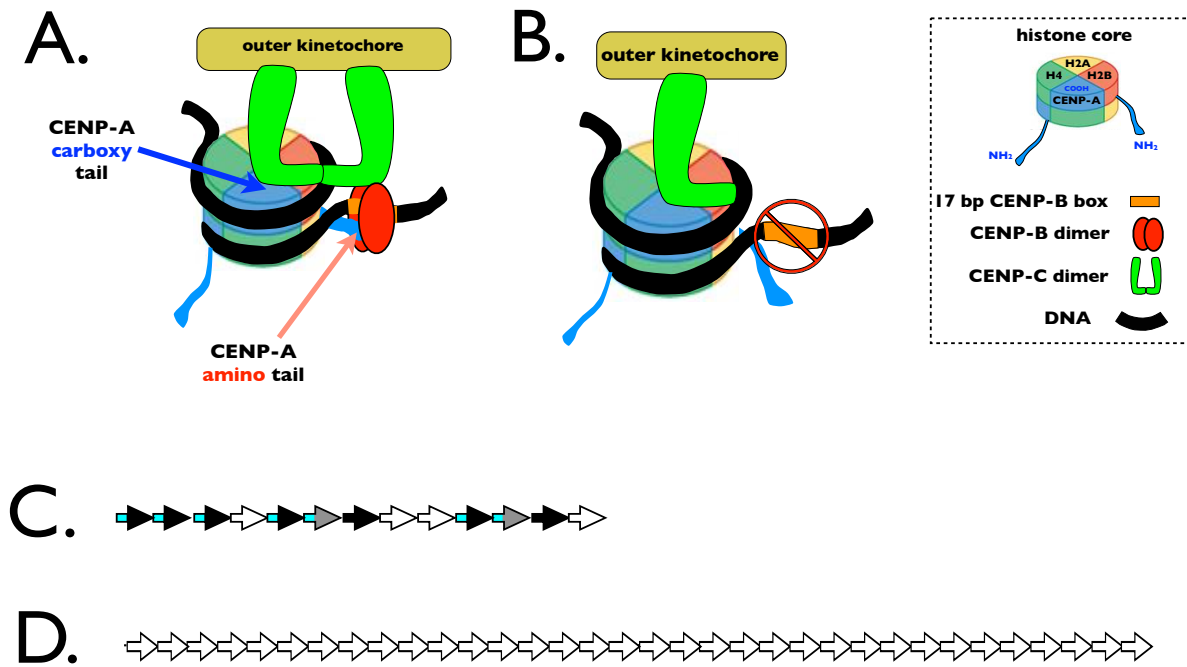 A.
outer kinetochore
CENP-A
carboxy
tail
CENP-A
amino tail
B.
outer kinetochore
histone core
H2A
H4
H2B
COOH
CENP-A
NH2
NH2
17 bp CENP-B box
CENP-B dimer
CENP-C dimer
DNA
C.
D.